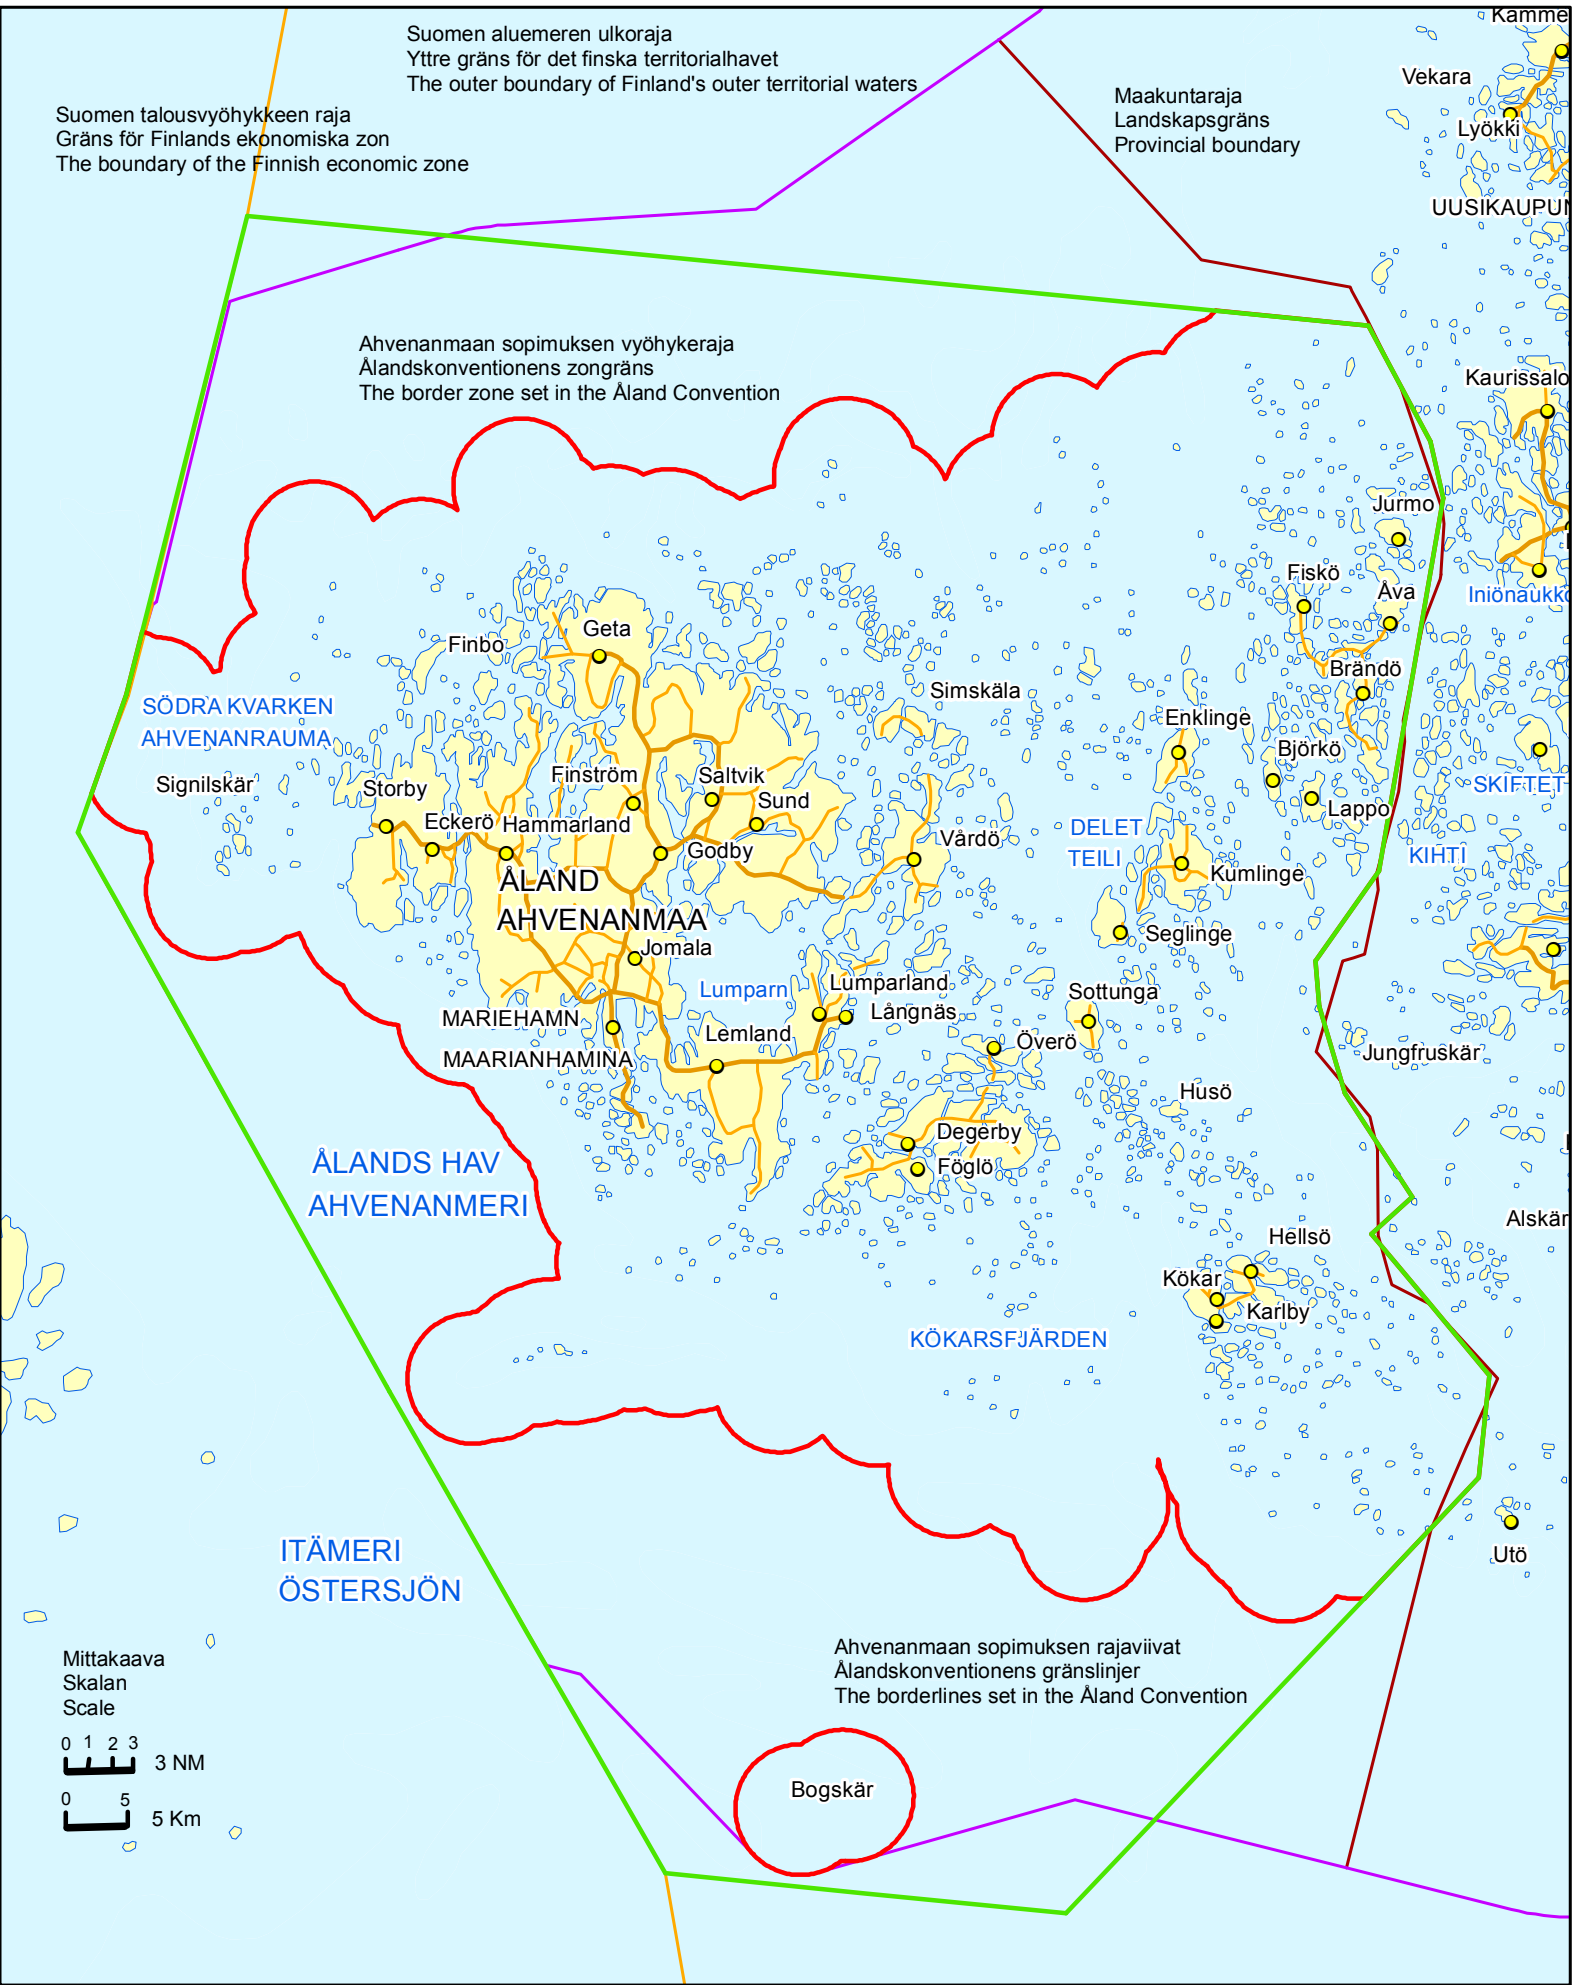 Kamme
Suomen aluemeren ulkoraja
Yttre gräns för det finska territorialhavet
The outer boundary of Finland's outer territorial waters
Vekara
Maakuntaraja
Landskapsgräns
Provincial boundary
Lyökki
Suomen talousvyöhykkeen raja
Gräns för Finlands ekonomiska zon
The boundary of the Finnish economic zone
UUSIKAUPUN
Ahvenanmaan sopimuksen vyöhykeraja
Ålandskonventionens zongräns
The border zone set in the Åland Convention
Kaurissalo
Jurmo
Fiskö
Åva
Iniönaukko
Geta
Finbo
Brändö
Simskäla
SÖDRA KVARKEN
AHVENANRAUMA
Enklinge
Björkö
Signilskär
Storby
Finström
Saltvik
Sund
SKIFTET
Lappo
Eckerö
Hammarland
Godby
Vårdö
DELET
TEILI
KIHTI
Kumlinge
ÅLAND
AHVENANMAA
Seglinge
Jomala
Lumparn
Lumparland
Sottunga
Långnäs
MARIEHAMN
Lemland
Överö
Jungfruskär
MAARIANHAMINA
Husö
Degerby
Föglö
ÅLANDS HAV
AHVENANMERI
Alskär
Hellsö
Kökar
Karlby
KÖKARSFJÄRDEN
ITÄMERI
ÖSTERSJÖN
Utö
Ahvenanmaan sopimuksen rajaviivat
Ålandskonventionens gränslinjer
The borderlines set in the Åland Convention
Mittakaava
Skalan
Scale
0 1 2 3
3 NM
0 5
5 Km
Bogskär